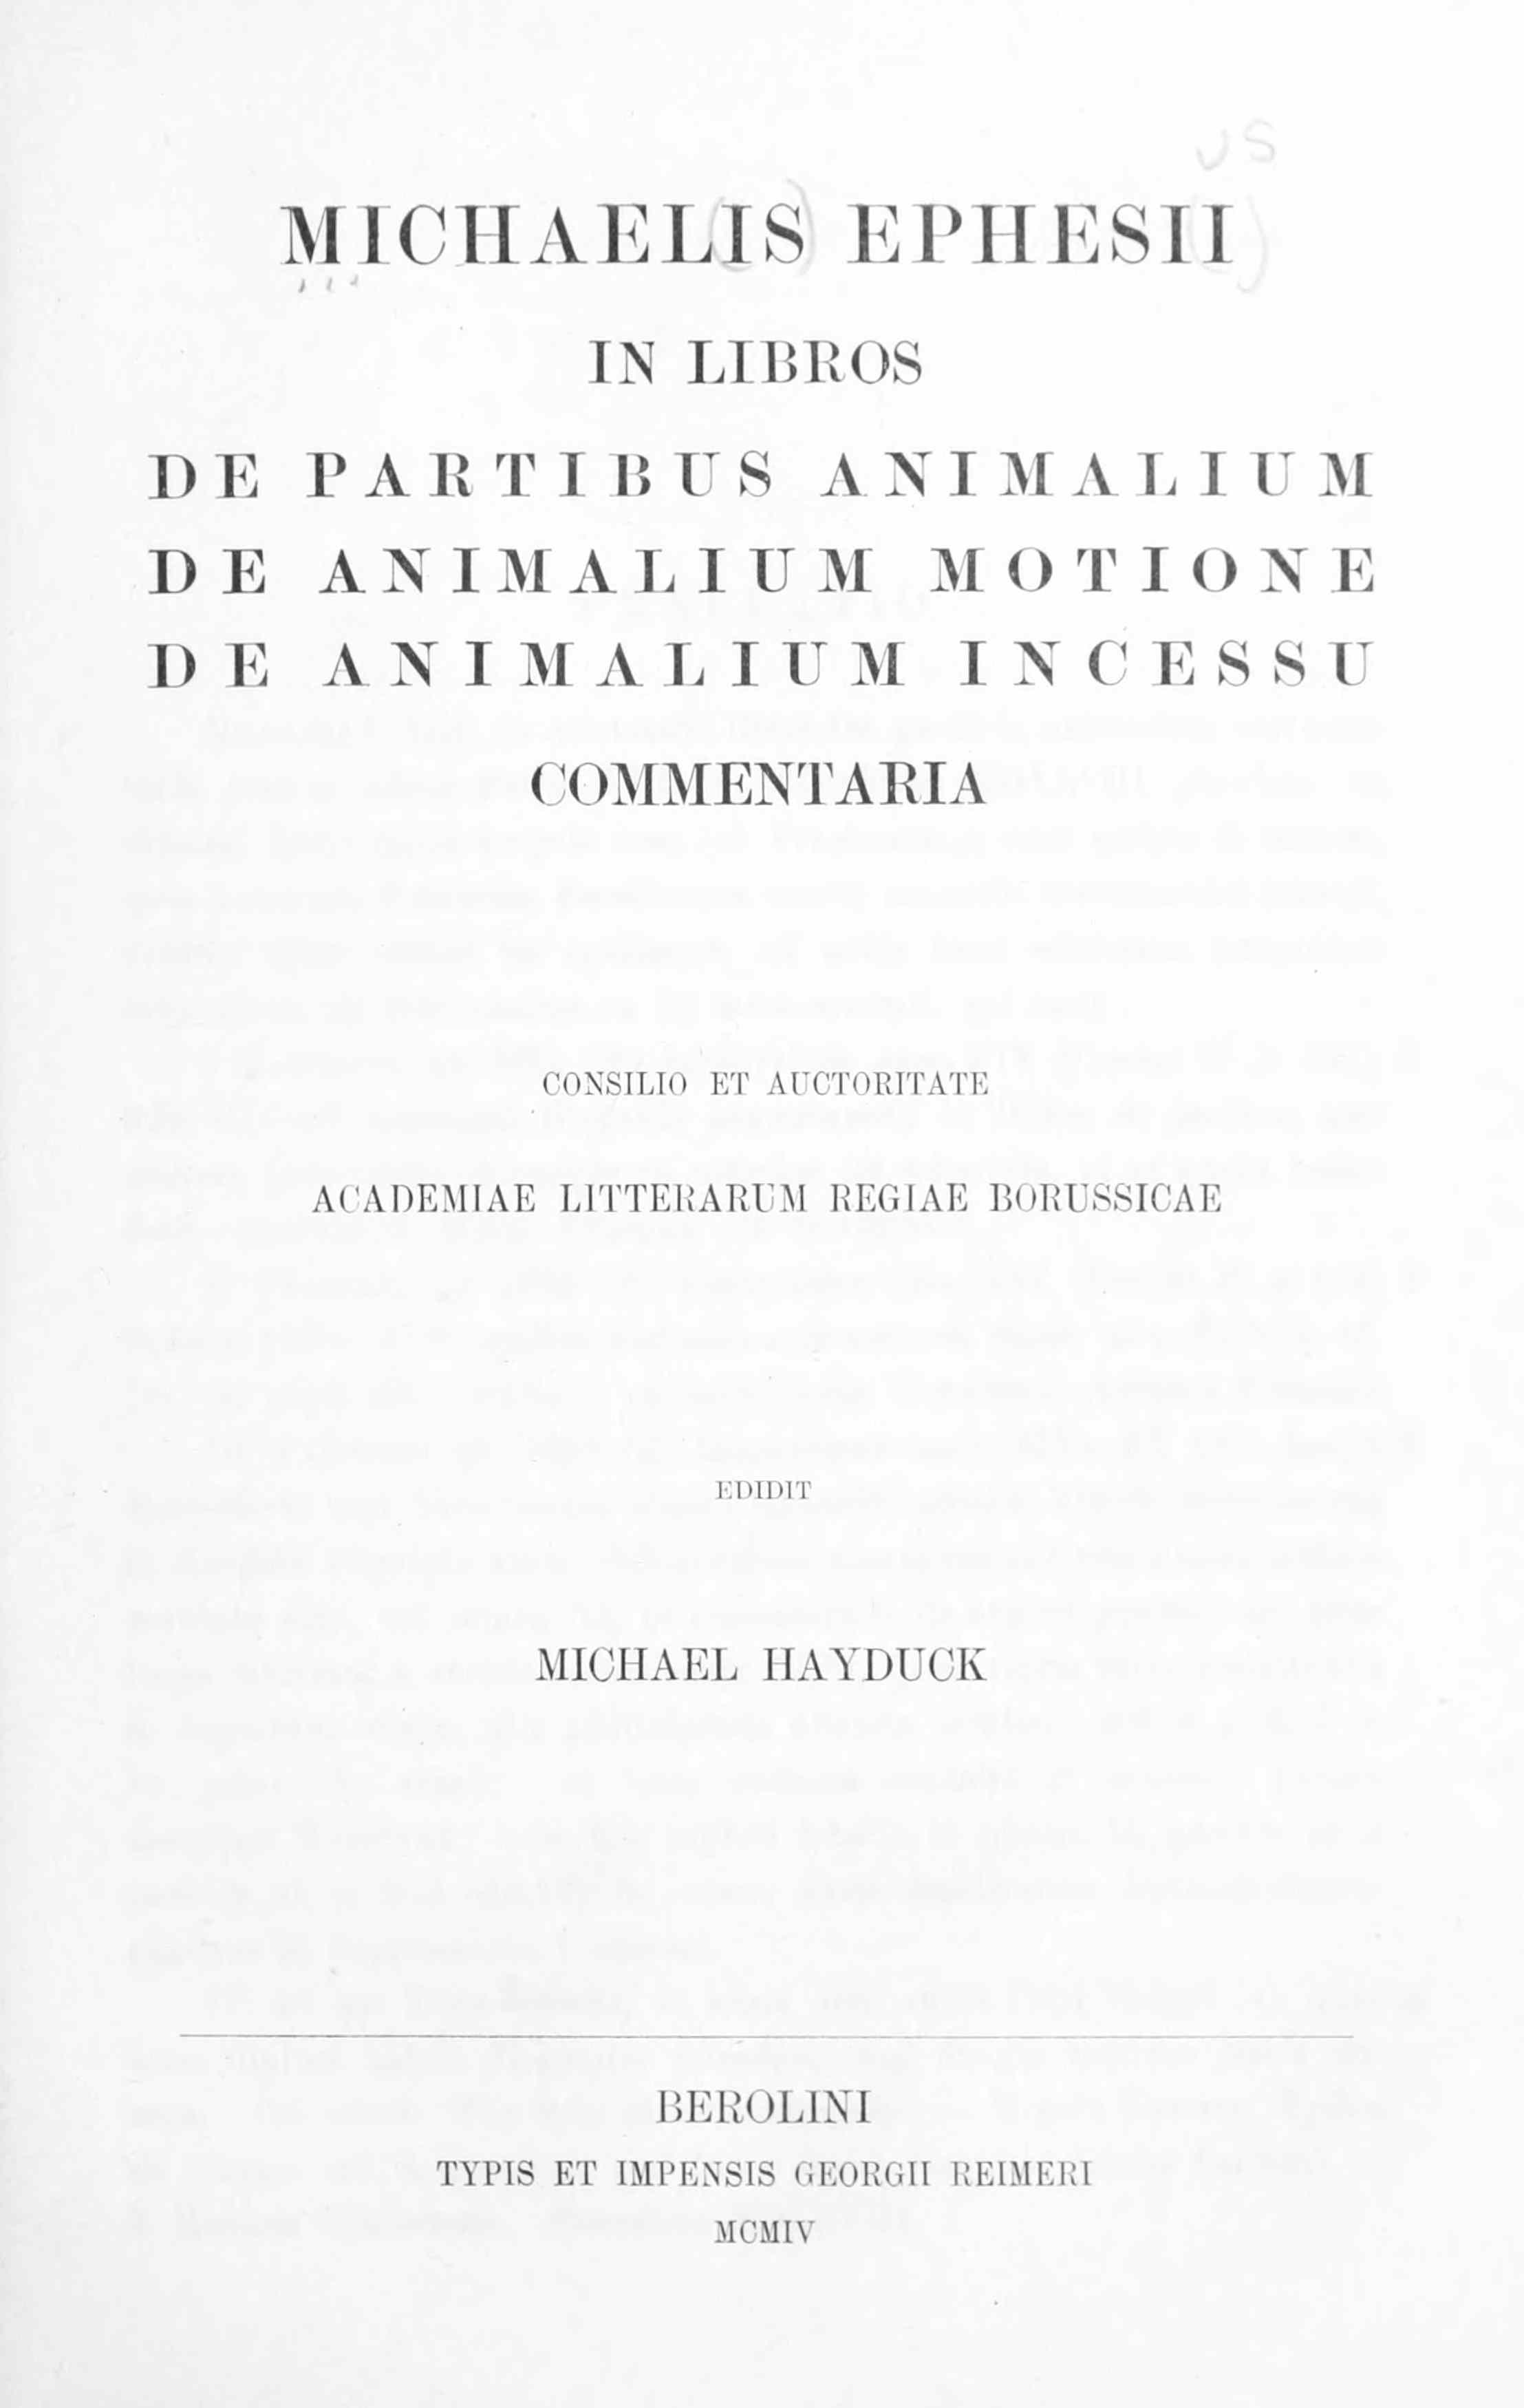 US
MICHAELIS EPHESII
IN LIBROS
DE PARTIBUS ANIMALIUM
DE ANIMALIUM MOTIONE
DE ANIMALIUM INCESSU
COMMENTARIA
CONSILIO ET AUCTORITATE
ACADEMIAE LITTERARUM REGIAE BORUSSICAE
EDIDIT
MICHAEL HAYDUCK
BEROLINI
TYPIS ET IMPENSIS GEORGII REIMERI
MCMIV